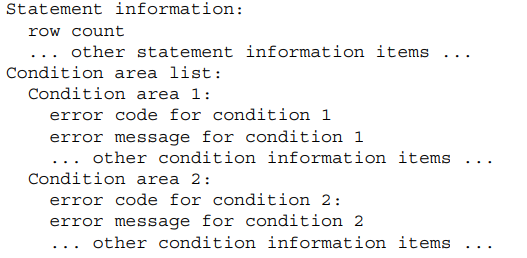 Statement information:
row count
... other statement information items ...
Condition area list:
Condition area 1:
error code for condition 1
error message for condition 1
... other condition information items ...
Condition area 2:
error code for condition 2:
error message for condition 2
... other condition information items ...